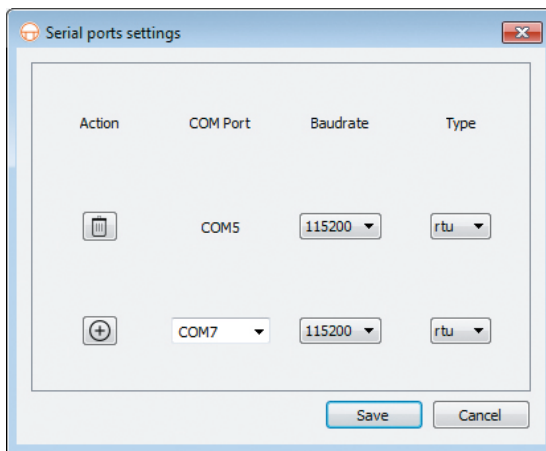 Serial ports settings
Action COM Port Baudrate Type
COM5 115200 rtu
COM7 115200 rtu
Save Cancel